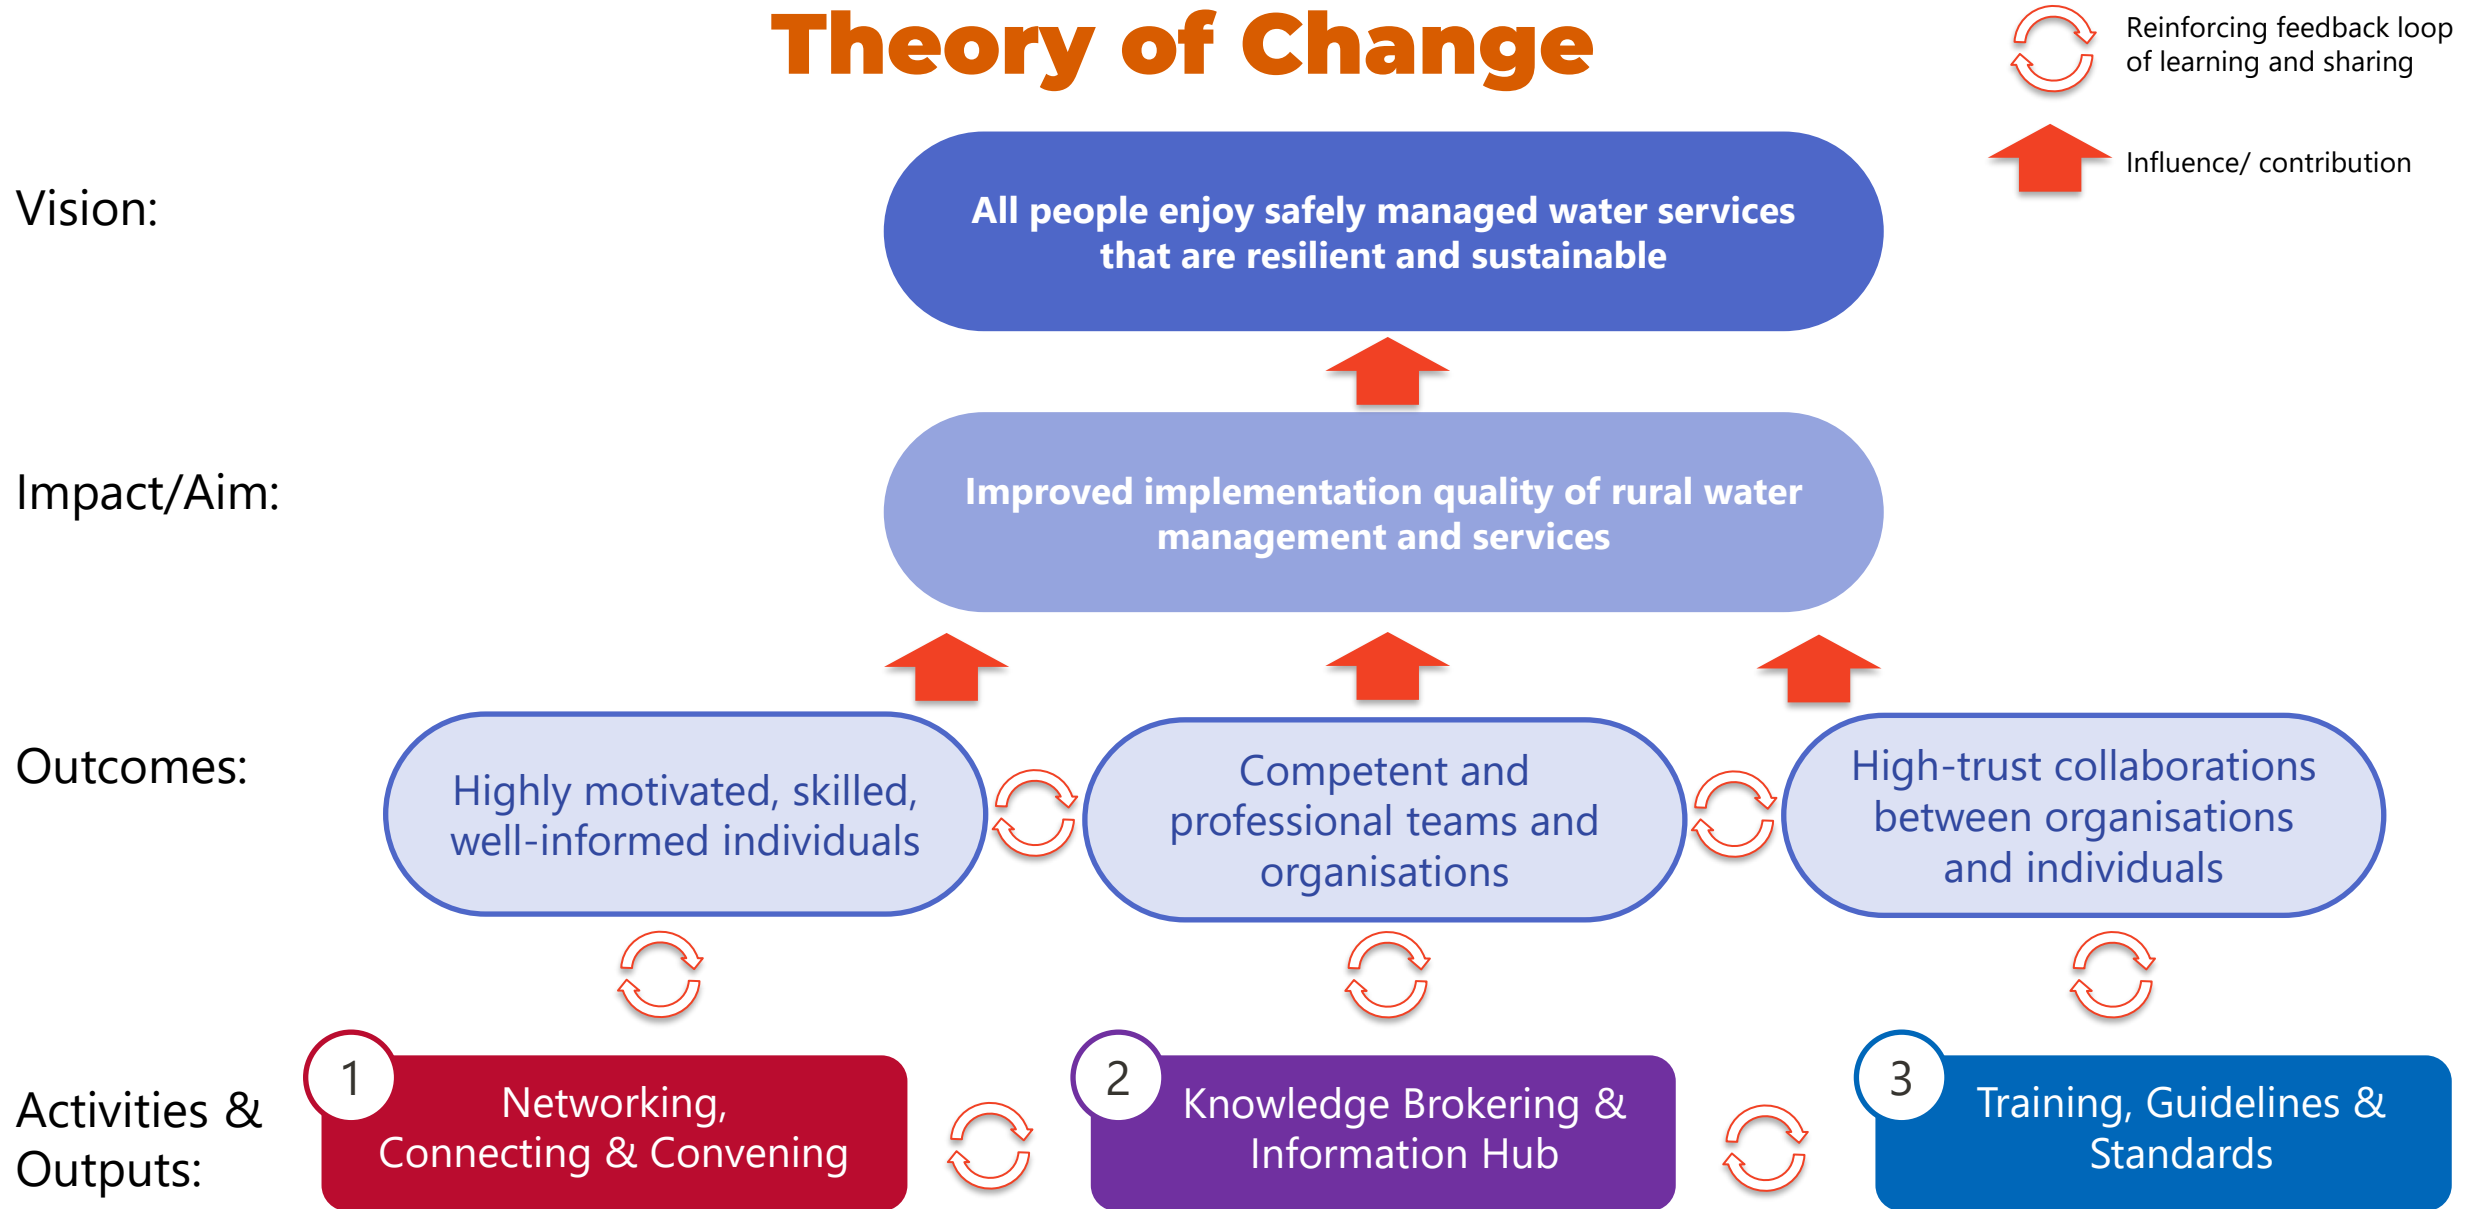 Theory of Change
Reinforcing feedback loop
of learning and sharing
Influence/ contribution
Vision:
All people enjoy safely managed water services
that are resilient and sustainable
Impact/Aim:
Improved implementation quality of rural water
management and services
Outcomes:
Highly motivated, skilled,
well-informed individuals
Competent and
professional teams and
organisations
High-trust collaborations
between organisations
and individuals
Activities &
Outputs:
1
Networking,
Connecting & Convening
2
Knowledge Brokering &
Information Hub
3
Training, Guidelines &
Standards